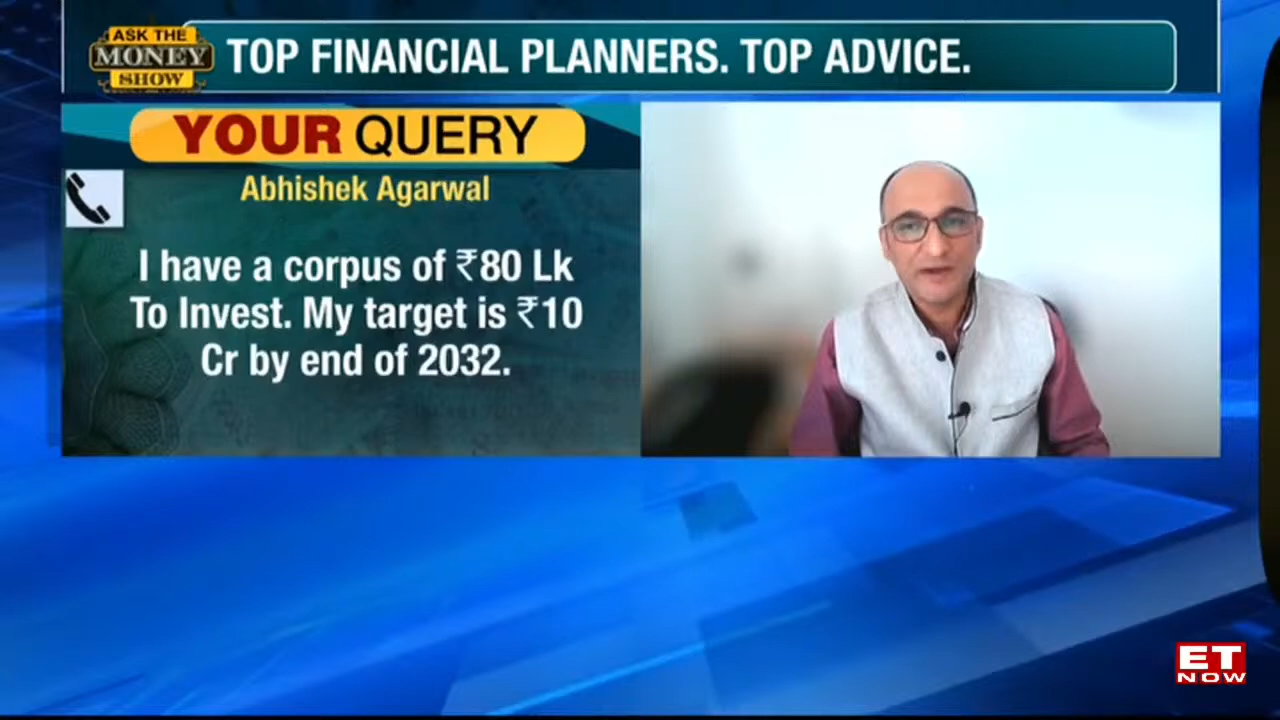 ASK THE
MONEY
SHOW
TOP FINANCIAL PLANNERS. TOP ADVICE.
YOUR QUERY
Abhishek Agarwal
I have a corpus of ₹80 Lk
To Invest. My target is ₹10
Cr by end of 2032.
ET
NOW